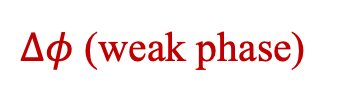 Δϕ (weak phase)